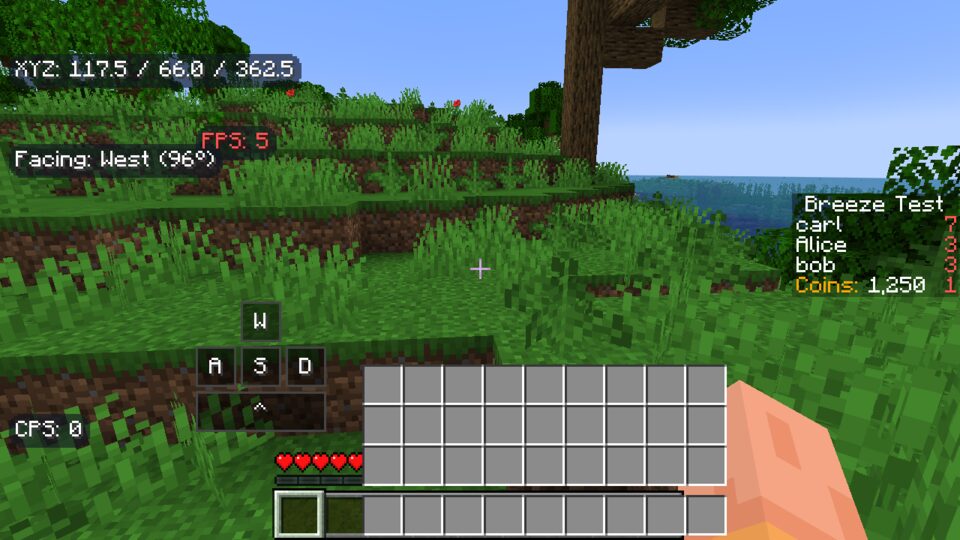 XYZ: 117.5 / 66.0 / 362.5
FPS: 5
Facing: West (96º)
Breeze Test
carl 7
Alice 3
bob 3
Coins: 1,250 1
W
A S D
^
CPS: 0